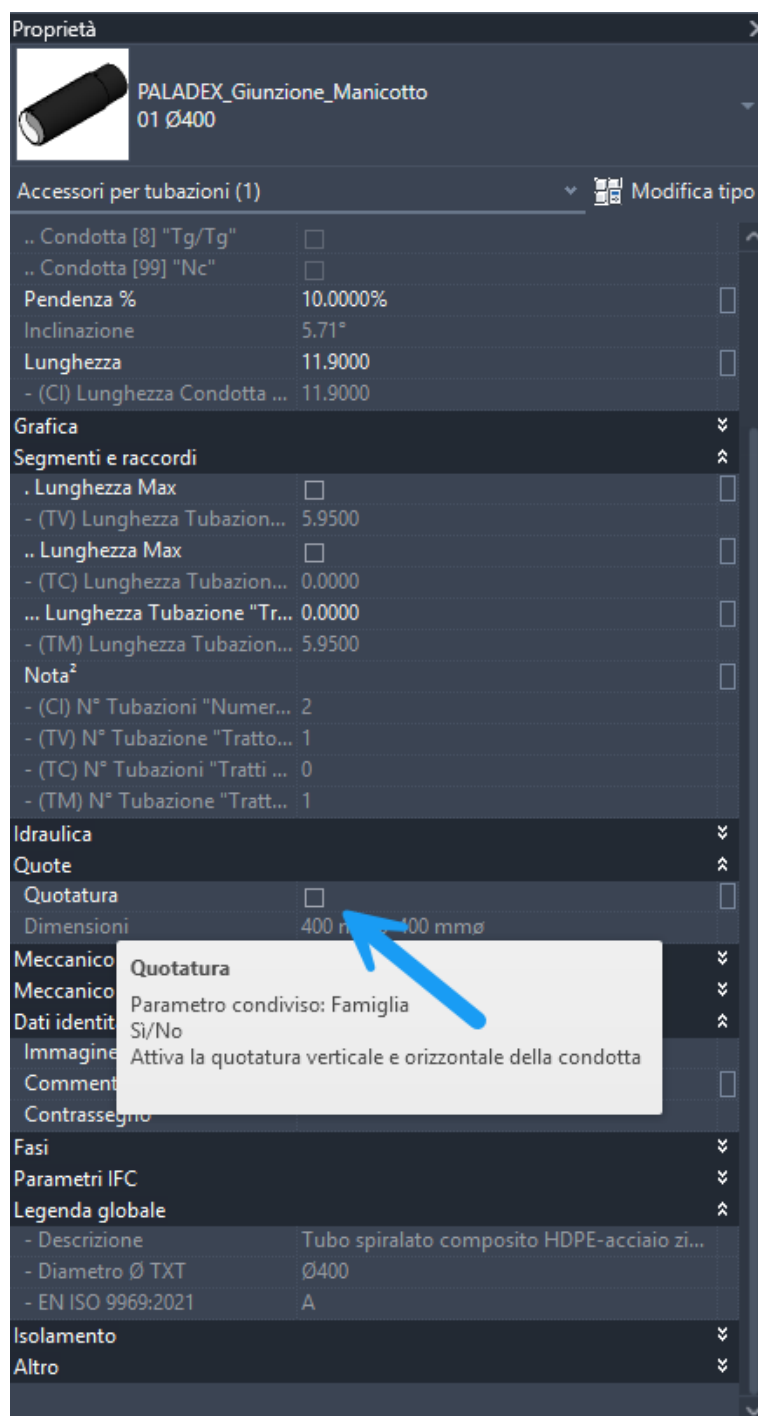 Proprietà
PALADEX_Giunzione_Manicotto
01 Ø400
Accessori per tubazioni (1) Modifica tipo
.. Condotta [8] "Tg/Tg"
.. Condotta [99] "Nc"
Pendenza % 10.0000%
Inclinazione 5.71°
Lunghezza 11.9000
- (CI) Lunghezza Condotta ... 11.9000
Grafica
Segmenti e raccordi
. Lunghezza Max
- (TV) Lunghezza Tubazion... 5.9500
.. Lunghezza Max
- (TC) Lunghezza Tubazion... 0.0000
... Lunghezza Tubazione "Tr... 0.0000
- (TM) Lunghezza Tubazion... 5.9500
Nota²
- (CI) N° Tubazioni "Numer... 2
- (TV) N° Tubazione "Tratto... 1
- (TC) N° Tubazioni "Tratti ... 0
- (TM) N° Tubazione "Tratt... 1
Idraulica
Quote
Quotatura
Dimensioni 400 400 mmø
Meccanico
Meccanico
Dati identit
Immagine
Comment
Contrassegno
Quotatura
Parametro condiviso: Famiglia
Sì/No
Attiva la quotatura verticale e orizzontale della condotta
Fasi
Parametri IFC
Legenda globale
- Descrizione Tubo spiralato composito HDPE-acciaio zi...
- Diametro Ø TXT Ø400
- EN ISO 9969:2021 A
Isolamento
Altro